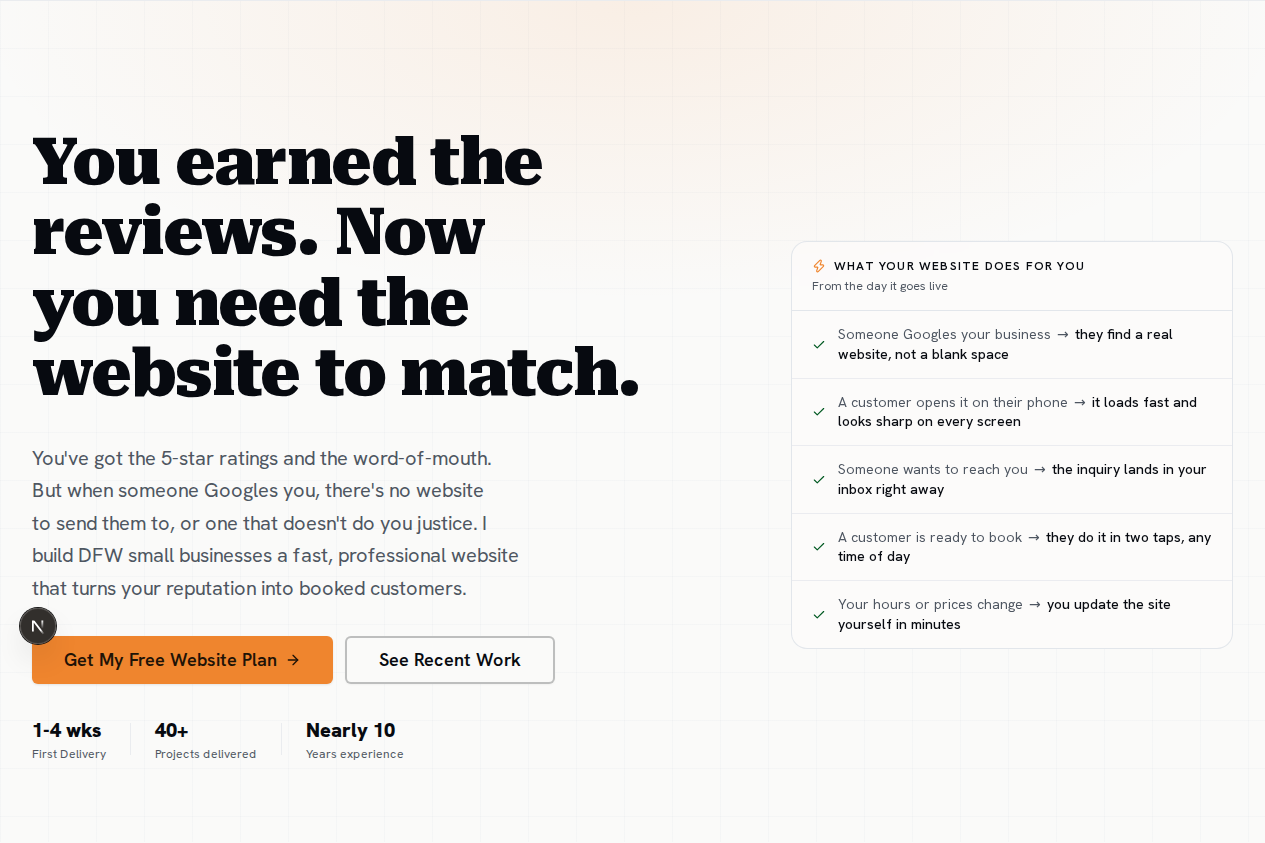 You earned the
reviews. Now
you need the
website to match.
You've got the 5-star ratings and the word-of-mouth.
But when someone Googles you, there's no website
to send them to, or one that doesn't do you justice. I
build DFW small businesses a fast, professional website
that turns your reputation into booked customers.
N
Get My Free Website Plan →
See Recent Work
1-4 wks
First Delivery
40+
Projects delivered
Nearly 10
Years experience
WHAT YOUR WEBSITE DOES FOR YOU
From the day it goes live
Someone Googles your business → they find a real
website, not a blank space
A customer opens it on their phone → it loads fast and
looks sharp on every screen
Someone wants to reach you → the inquiry lands in your
inbox right away
A customer is ready to book → they do it in two taps, any
time of day
Your hours or prices change → you update the site
yourself in minutes